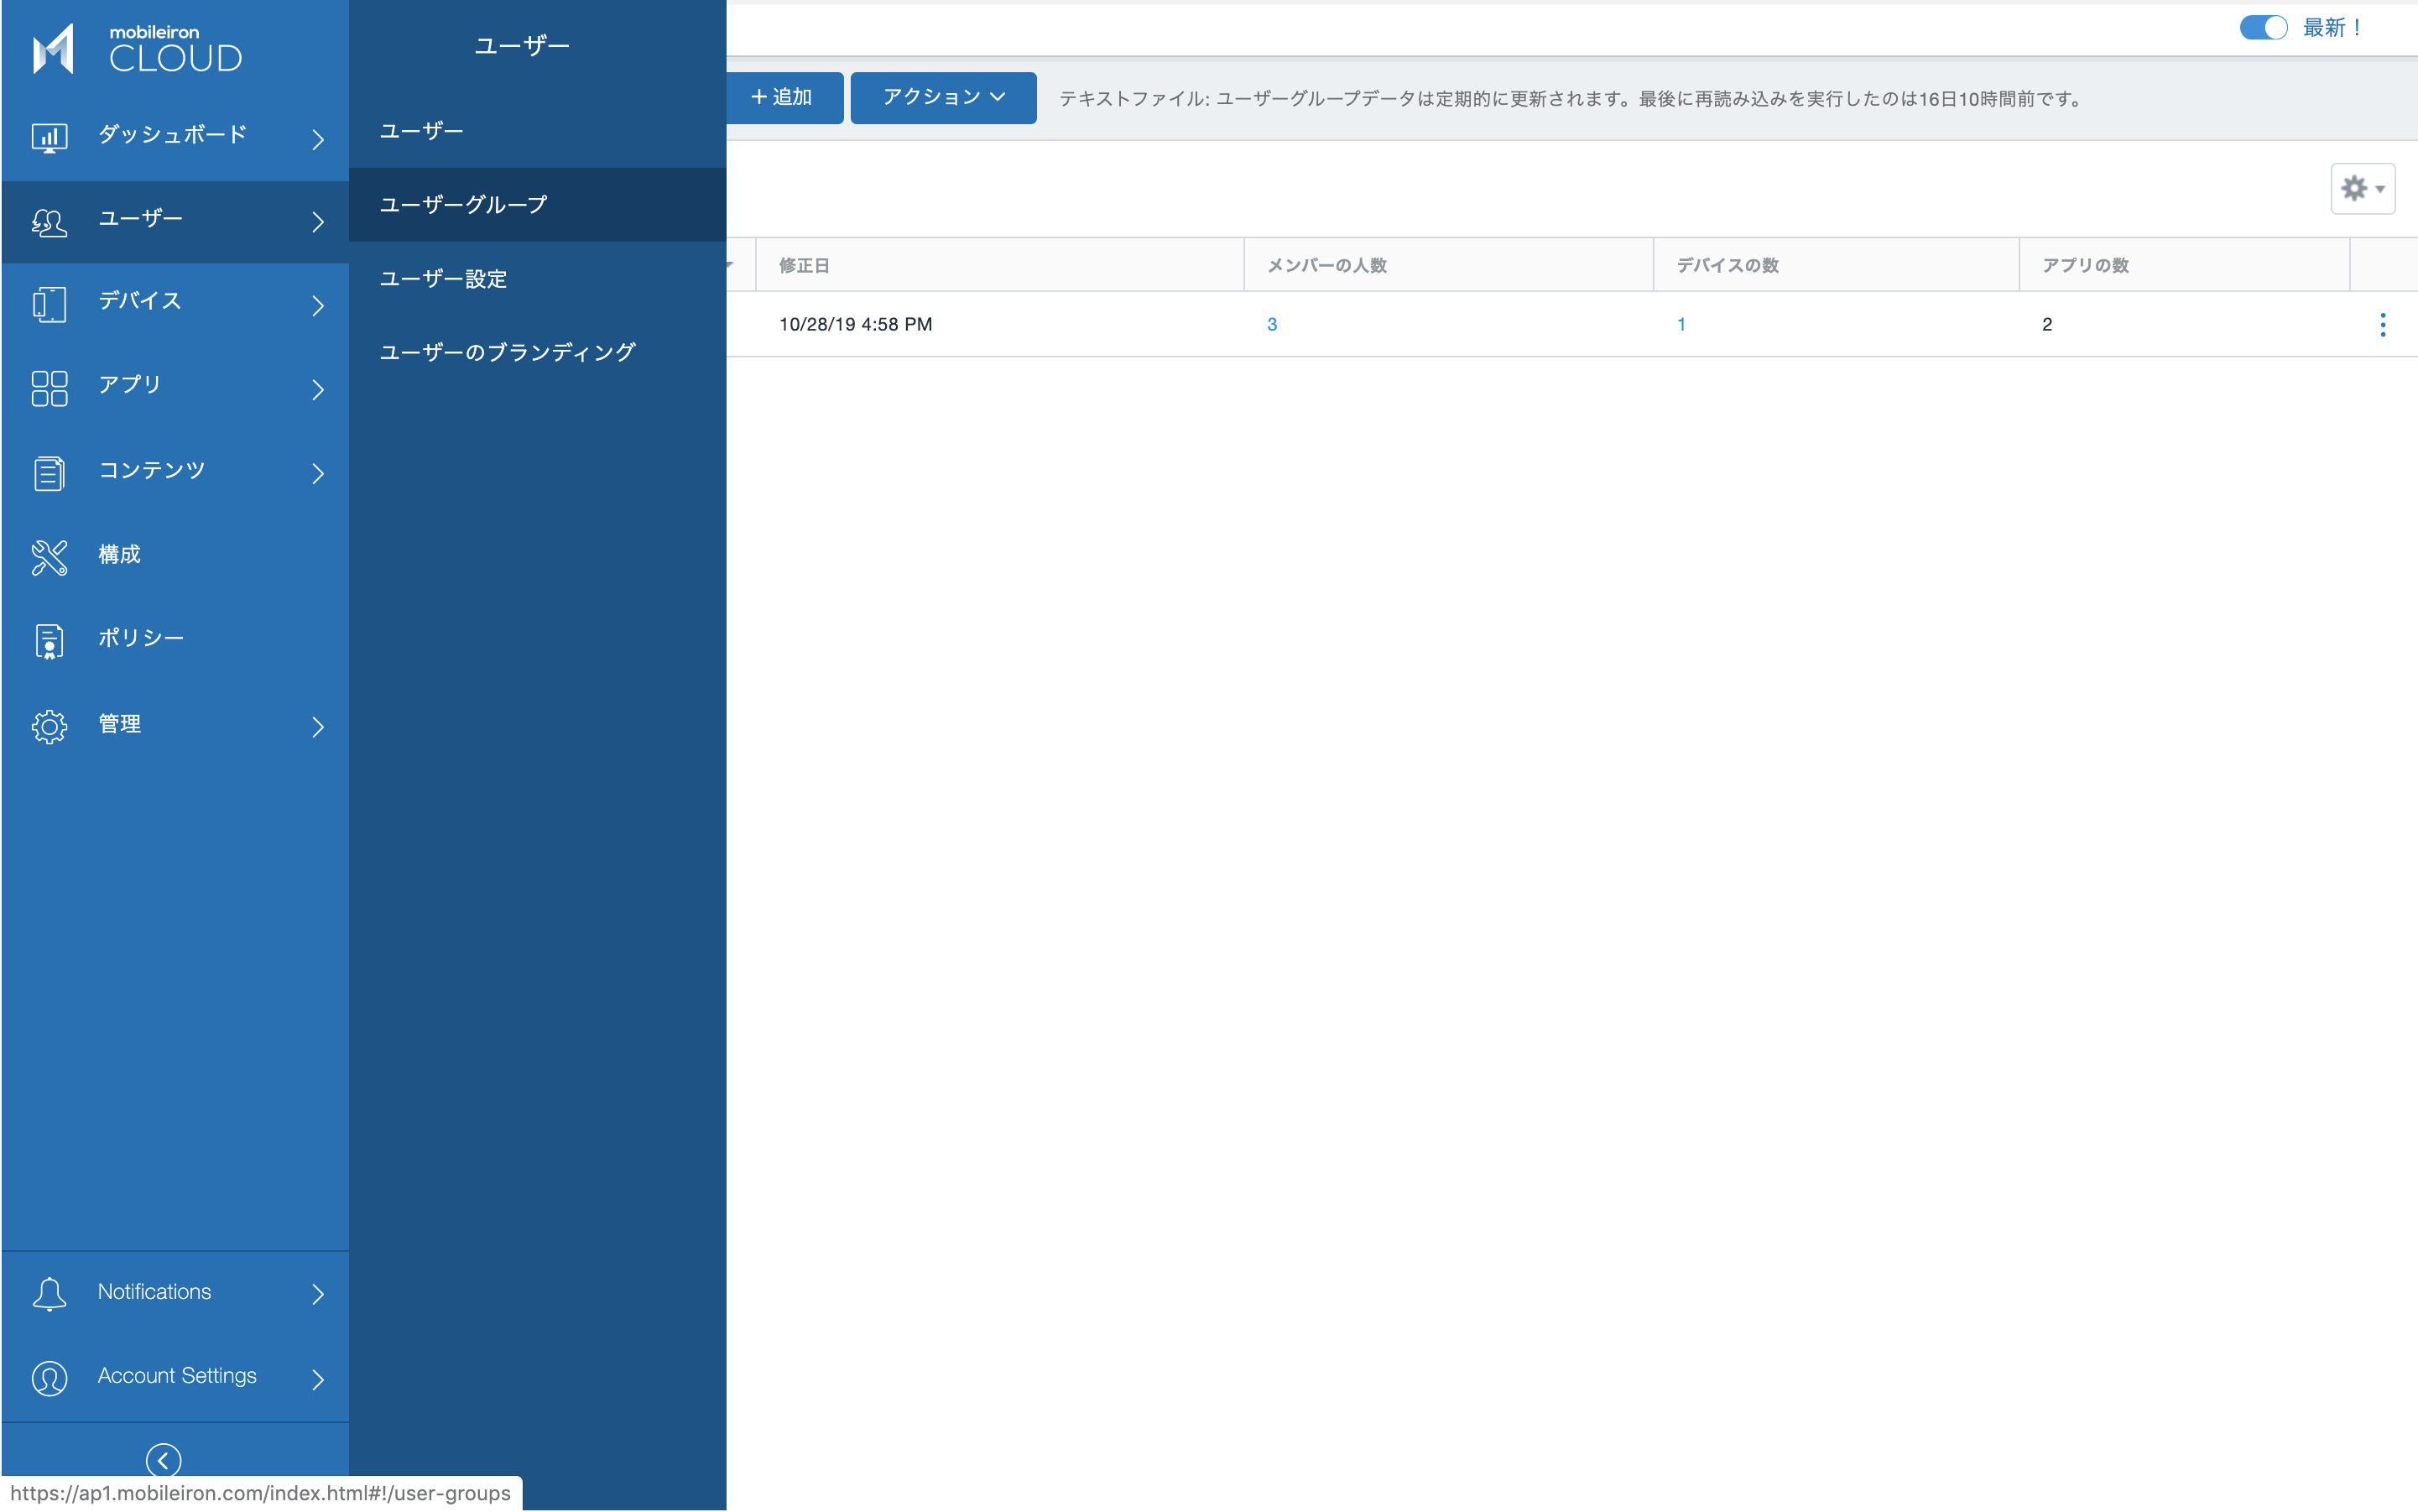 mobileiron
CLOUD
ダッシュボード
ユーザー
デバイス
アプリ
コンテンツ
構成
ポリシー
管理
Notifications
Account Settings
https://ap1.mobileiron.com/index.html#!/user-groups
ユーザー
ユーザー
ユーザーグループ
ユーザー設定
ユーザーのブランディング
最新！
+ 追加
アクション
テキストファイル: ユーザーグループデータは定期的に更新されます。最後に再読み込みを実行したのは16日10時間前です。
修正日 メンバーの人数 デバイスの数 アプリの数
10/28/19 4:58 PM 3 1 2